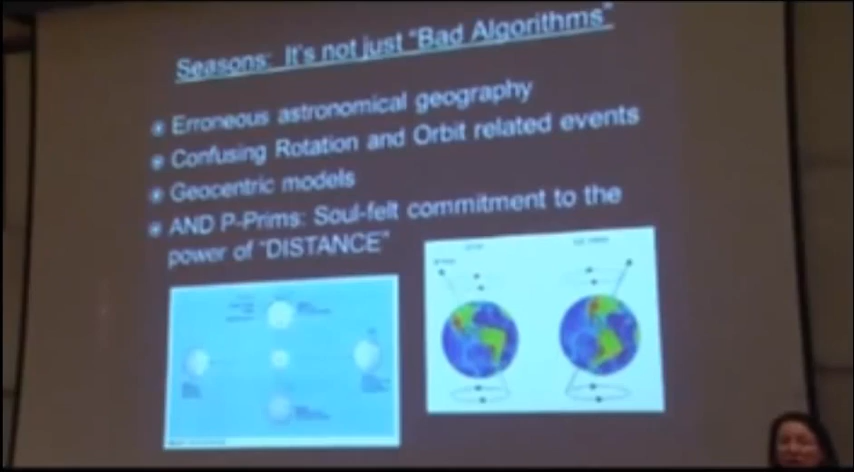 Seasons: It's not just "Bad Algorithms"
Erroneous astronomical geography
Confusing Rotation and Orbit related events
Geocentric models
AND P-Prims: Soul-felt commitment to the
power of "DISTANCE"